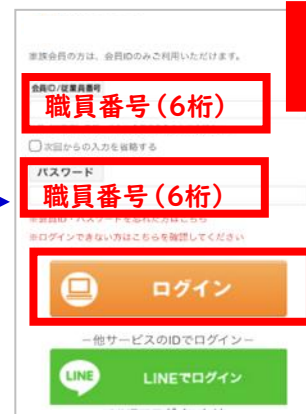 家族会員の方は、会員IDのみご利用いただけます。
会員ID/従業員番号
職員番号(6桁)
次回からの入力を省略する
パスワード
職員番号(6桁)
※会員ID・パスワードを忘れた方はこちら
※ログインできない方はこちらを確認してください
ログイン
−他サービスのIDでログイン−
LINE
LINEでログイン